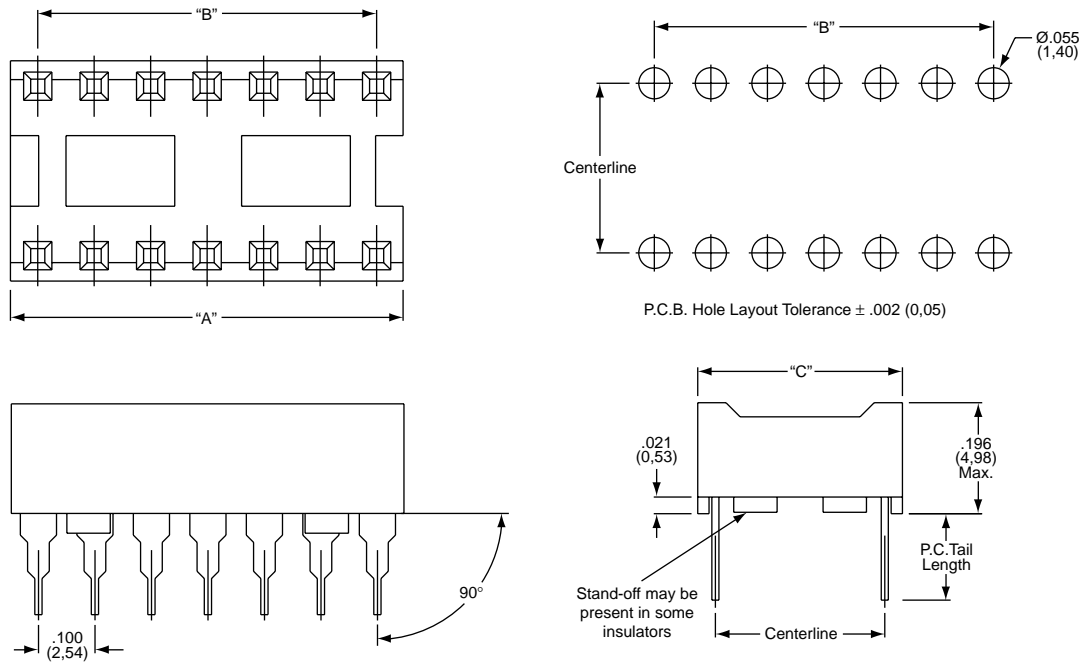 “B”
“A”
“B”
Ø.055
(1,40)
Centerline
P.C.B. Hole Layout Tolerance ± .002 (0,05)
90°
.100
(2,54)
“C”
.021
(0,53)
.196
(4,98)
Max.
P.C.Tail
Length
Stand-off may be
present in some
insulators
Centerline